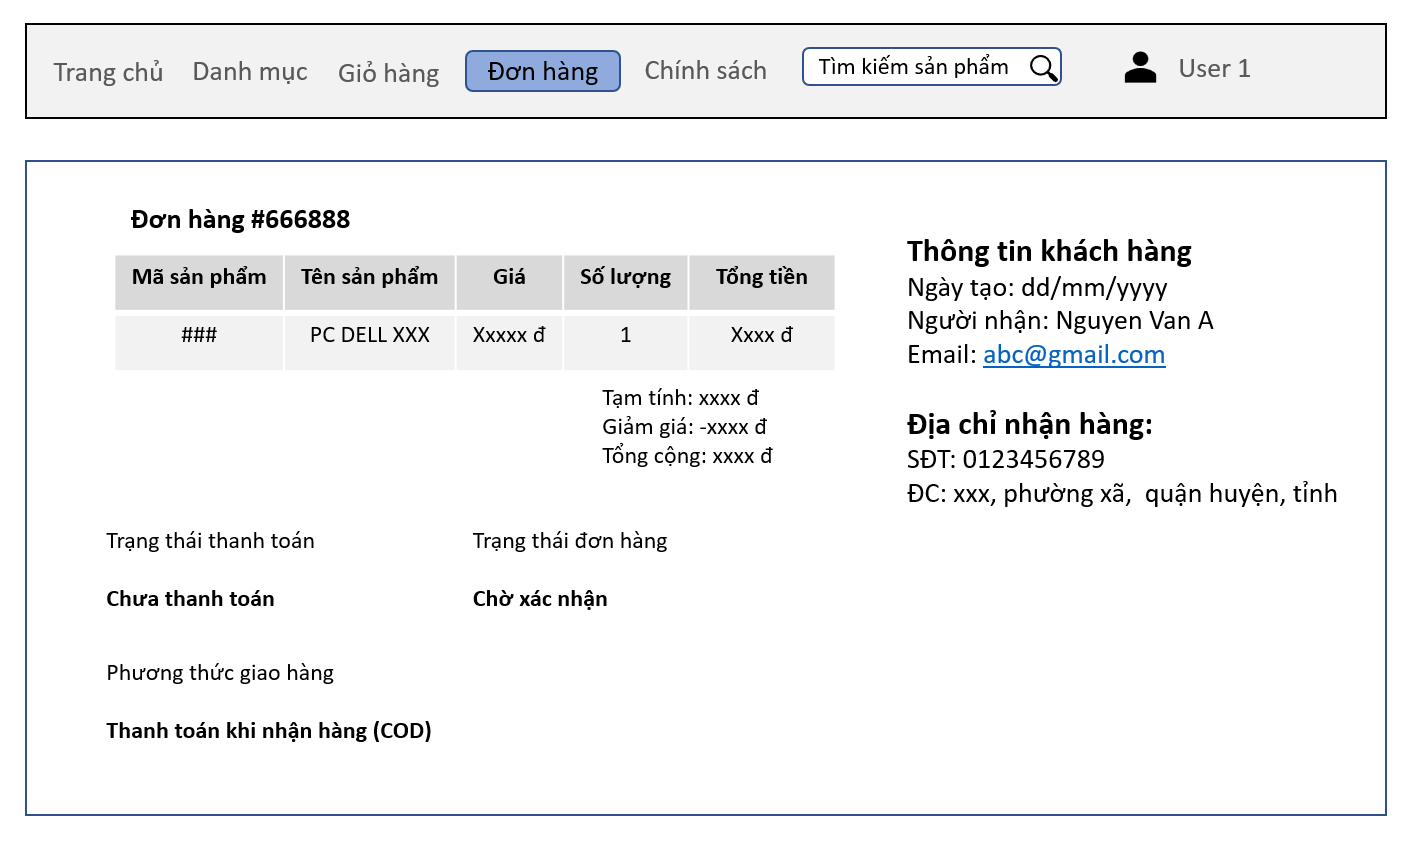 Trang chủ Danh mục Giỏ hàng Đơn hàng Chính sách Tìm kiếm sản phẩm User 1
Đơn hàng #666888
Mã sản phẩm Tên sản phẩm Giá Số lượng Tổng tiền
### PC DELL XXX Xxxxx đ 1 Xxxx đ
Tạm tính: xxxx đ
Giảm giá: -xxxx đ
Tổng cộng: xxxx đ
Thông tin khách hàng
Ngày tạo: dd/mm/yyyy
Người nhận: Nguyen Van A
Email: abc@gmail.com
Địa chỉ nhận hàng:
SĐT: 0123456789
ĐC: xxx, phường xã,  quận huyện, tỉnh
Trạng thái thanh toán Trạng thái đơn hàng
Chưa thanh toán Chờ xác nhận
Phương thức giao hàng
Thanh toán khi nhận hàng (COD)